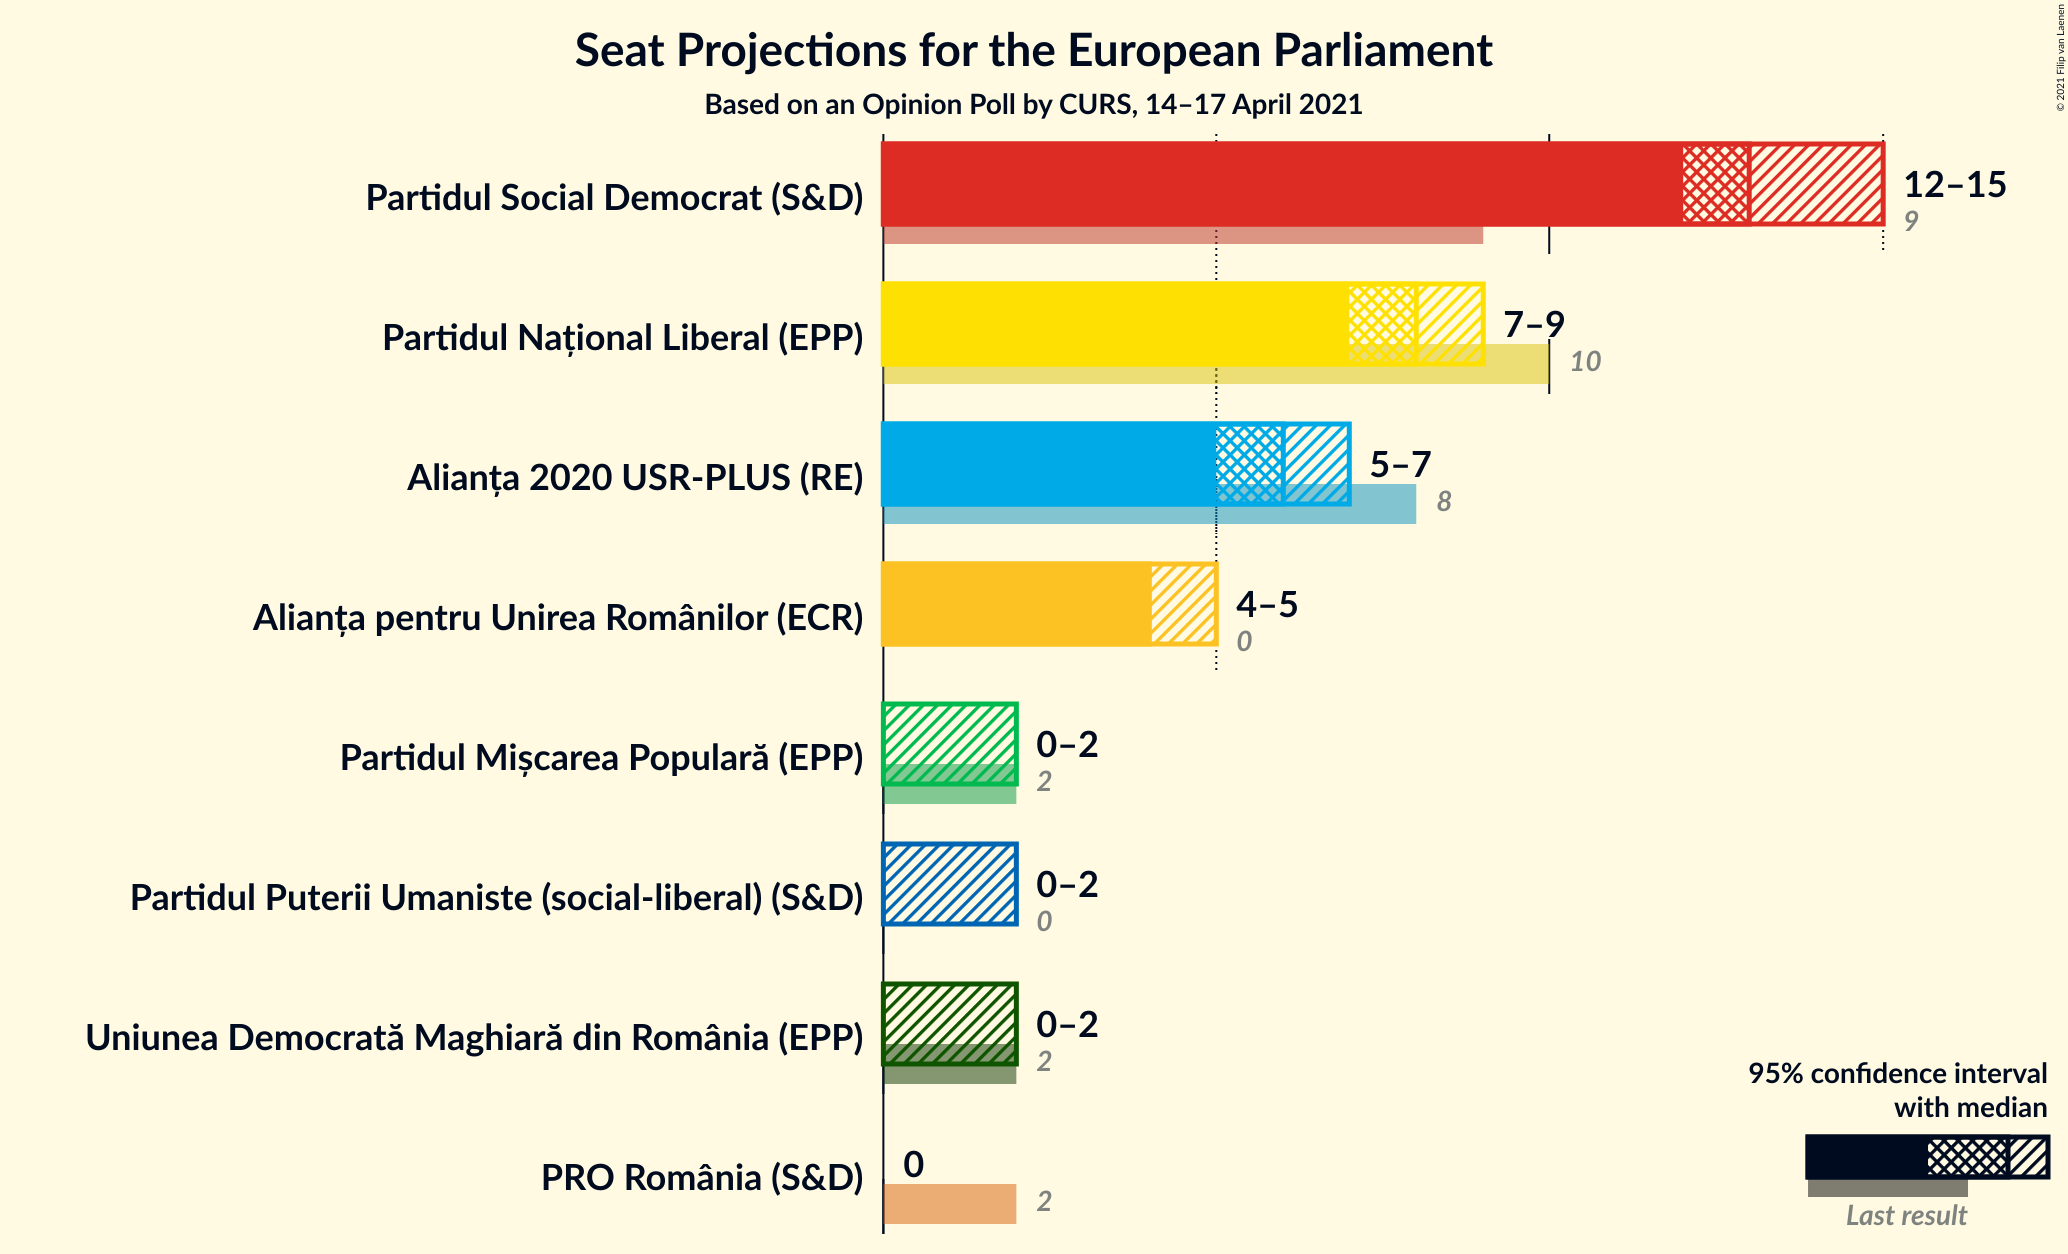 Seat Projections for the European Parliament
Based on an Opinion Poll by CURS, 14–17 April 2021
© 2021 Filip van Laenen
Partidul Social Democrat (S&D)
12–15
9
Partidul Național Liberal (EPP)
7–9
10
Alianța 2020 USR-PLUS (RE)
5–7
8
Alianța pentru Unirea Românilor (ECR)
4–5
0
Partidul Mișcarea Populară (EPP)
0–2
2
Partidul Puterii Umaniste (social-liberal) (S&D)
0–2
0
Uniunea Democrată Maghiară din România (EPP)
0–2
2
PRO România (S&D)
0
2
95% confidence interval
with median
Last result